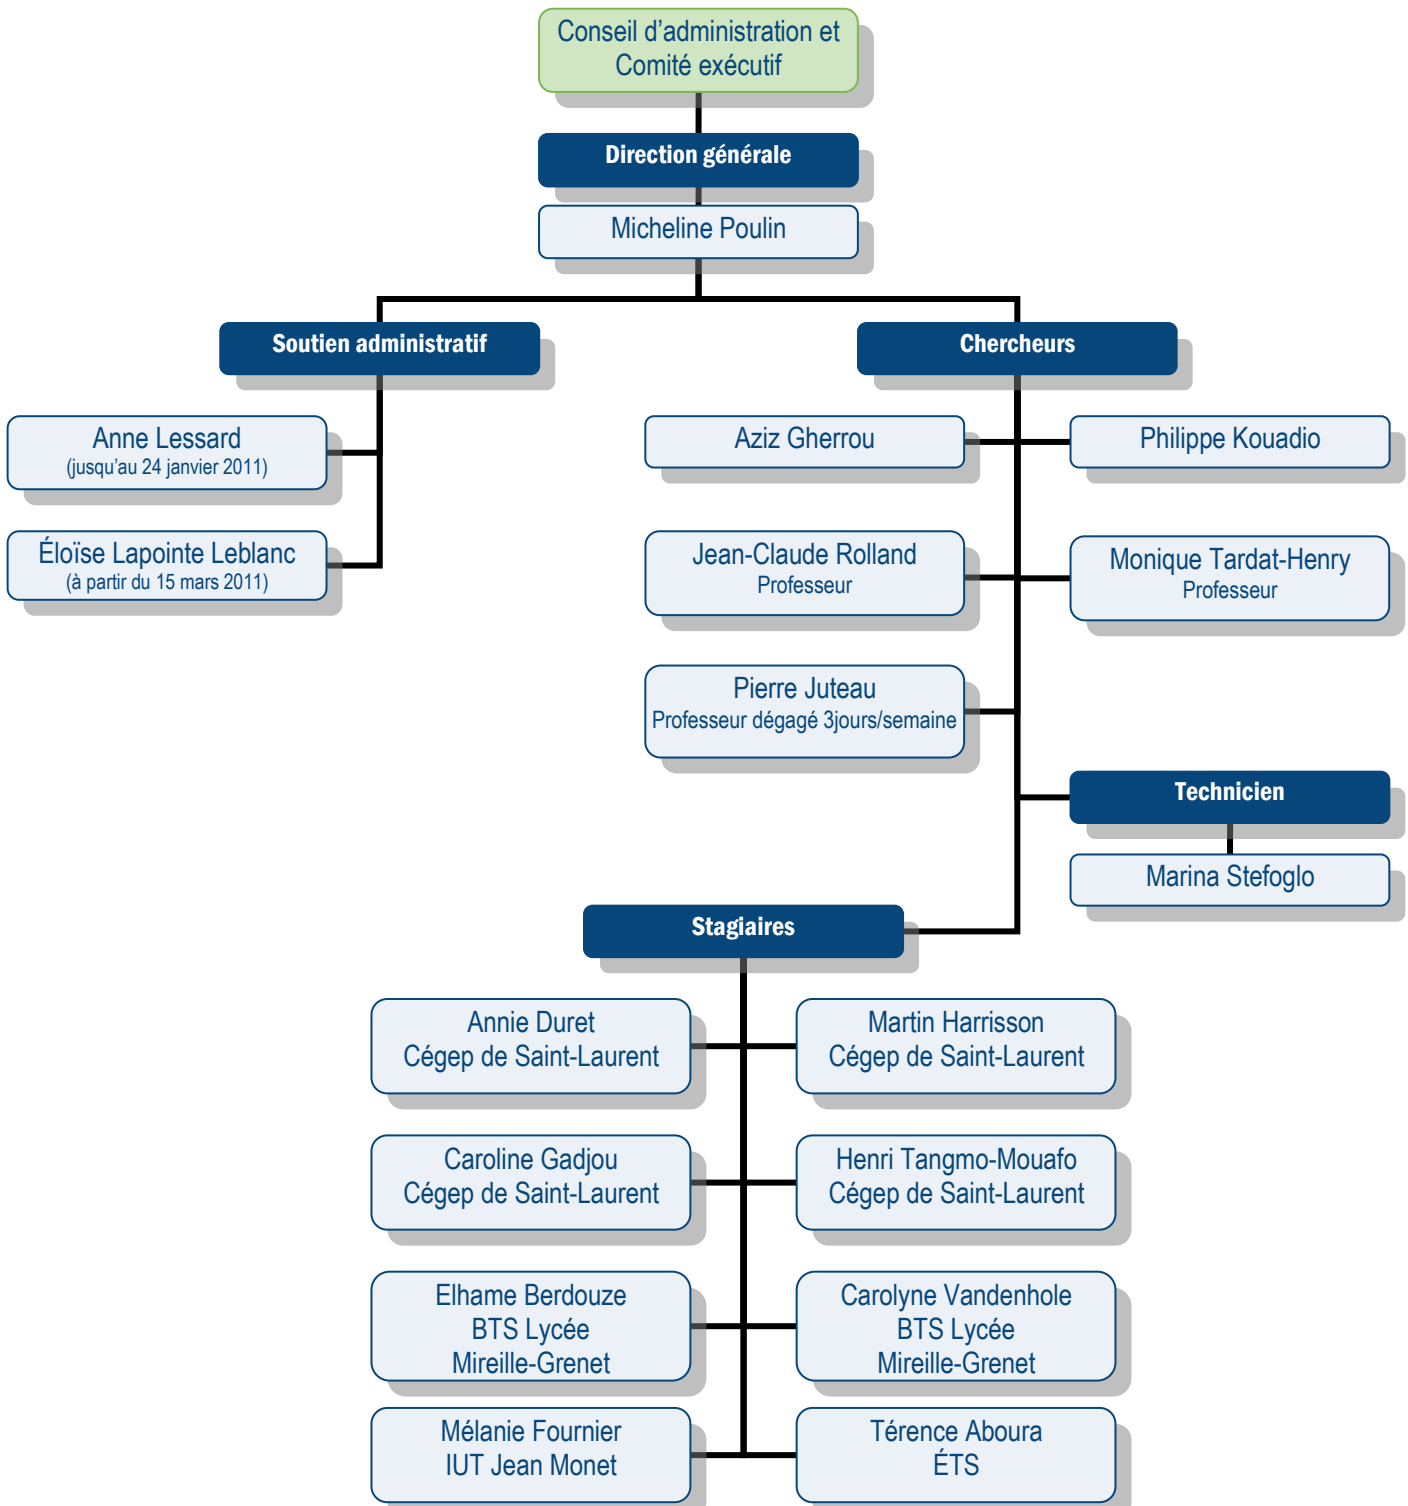 Conseil d’administration et
Comité exécutif
Direction générale
Micheline Poulin
Soutien administratif
Chercheurs
Anne Lessard
(jusqu’au 24 janvier 2011)
Éloïse Lapointe Leblanc
(à partir du 15 mars 2011)
Aziz Gherrou
Philippe Kouadio
Jean-Claude Rolland
Professeur
Monique Tardat-Henry
Professeur
Pierre Juteau
Professeur dégagé 3jours/semaine
Technicien
Marina Stefoglo
Stagiaires
Annie Duret
Cégep de Saint-Laurent
Martin Harrisson
Cégep de Saint-Laurent
Caroline Gadjou
Cégep de Saint-Laurent
Henri Tangmo-Mouafo
Cégep de Saint-Laurent
Elhame Berdouze
BTS Lycée
Mireille-Grenet
Carolyne Vandenhole
BTS Lycée
Mireille-Grenet
Mélanie Fournier
IUT Jean Monet
Térence Aboura
ÉTS